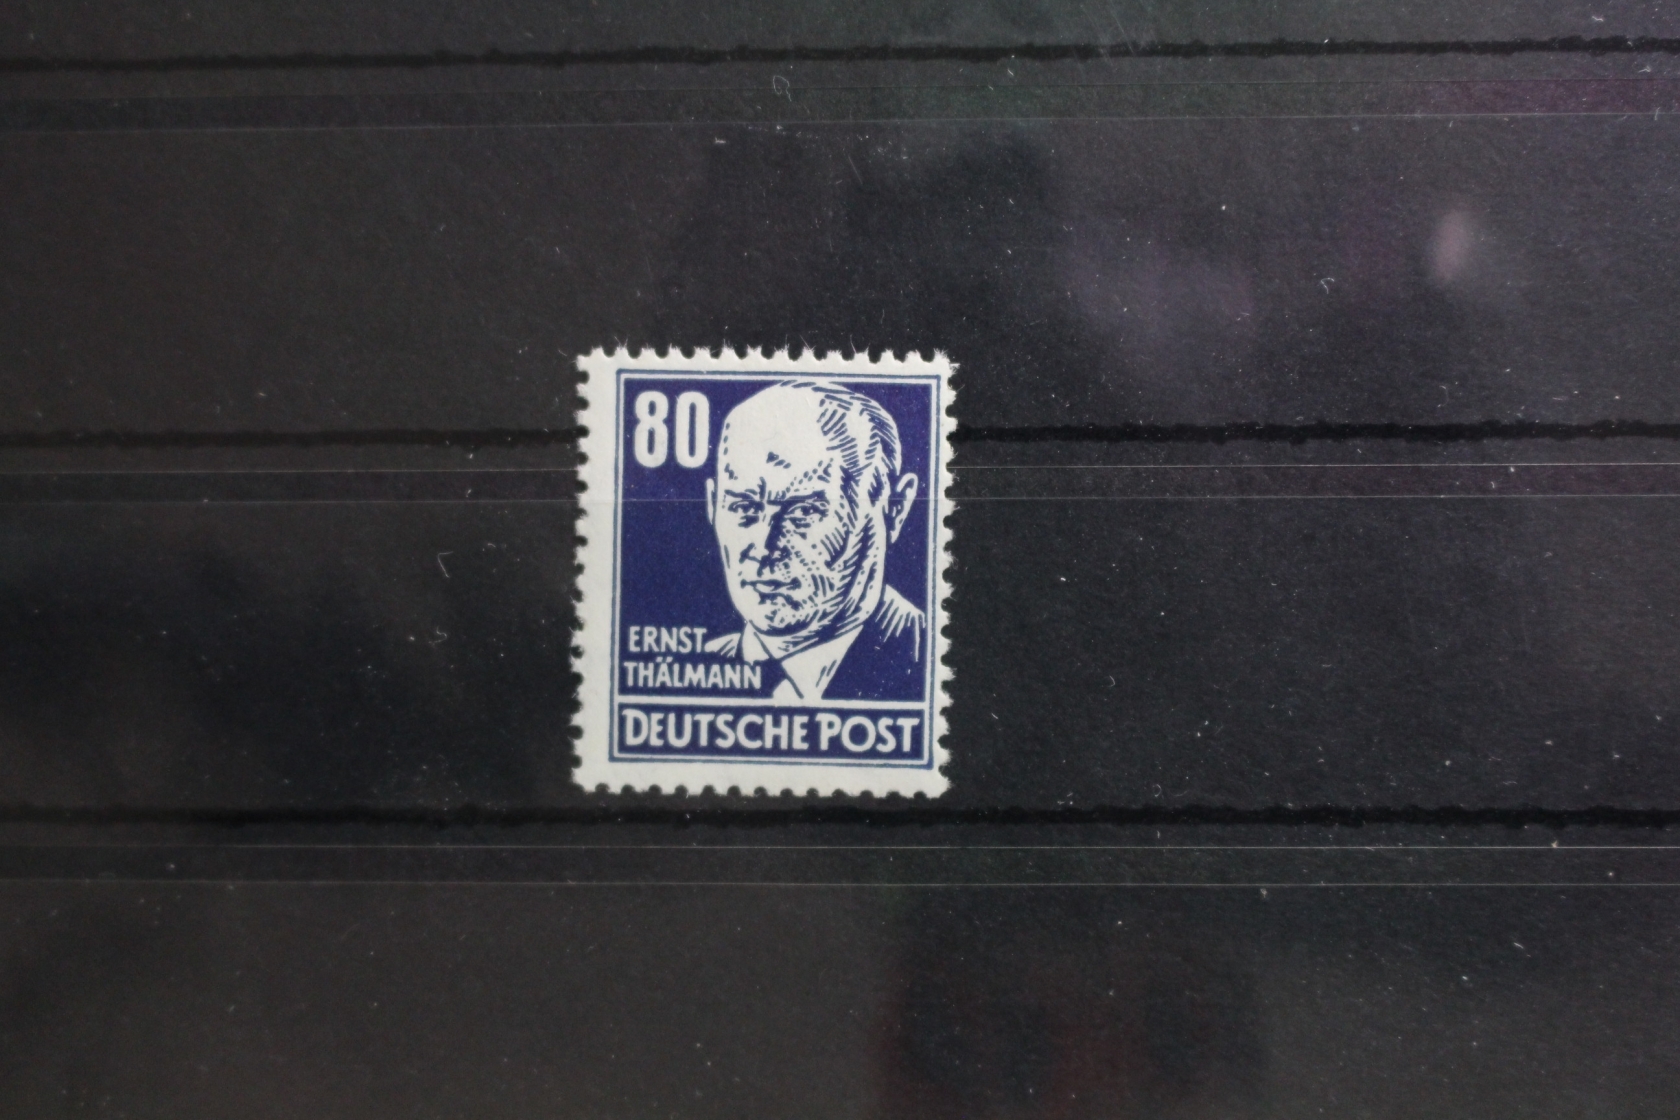 80
ERNST
THÄLMANN
DEUTSCHE POST